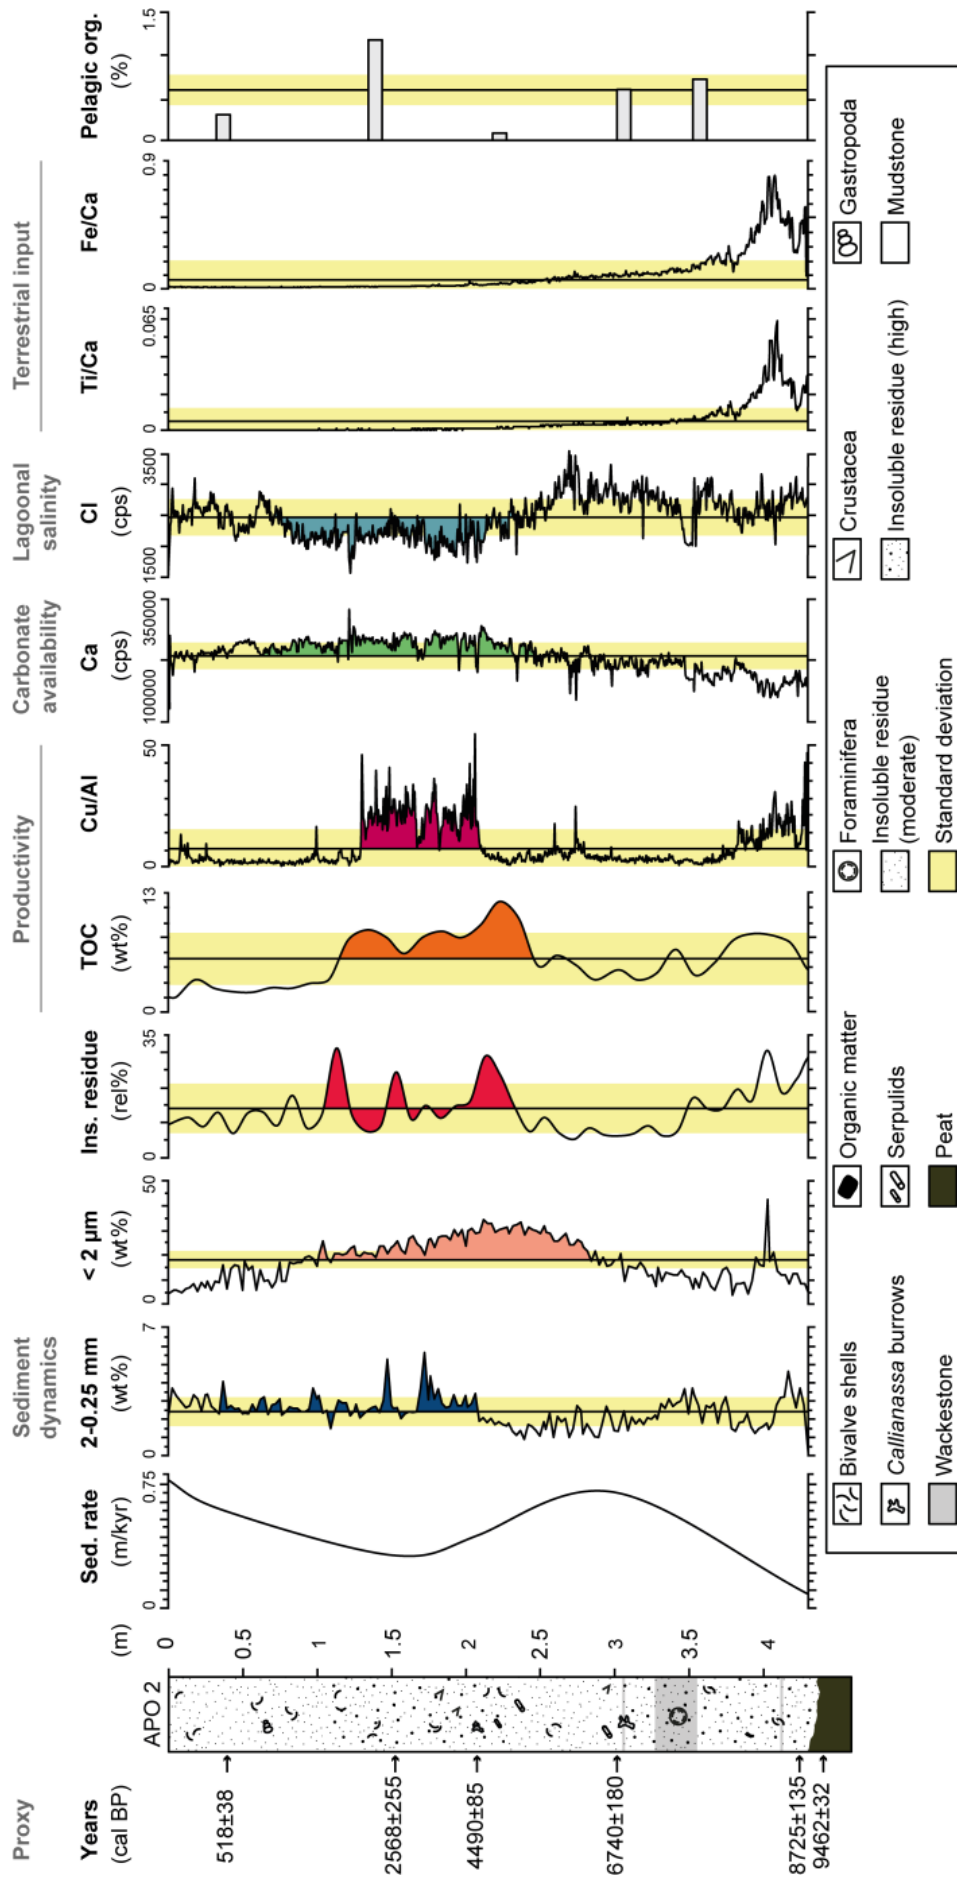 Proxy
Sediment
dynamics
Productivity
Carbonate
availability
Lagoonal
salinity
Terrestrial input
Years
(cal BP)
APO 2
(m)
Sed. rate
(m/kyr)
2-0.25 mm
(wt%)
< 2 µm
(wt%)
Ins. residue
(rel%)
TOC
(wt%)
Cu/Al
Ca
(cps)
Cl
(cps)
Ti/Ca
Fe/Ca
Pelagic org.
(%)
0 0.75
0 7
0 50
0 35
0 13
0 50
100000 350000
1500 3500
0 0.065
0 0.9
0 1.5
0
0.5
1
1.5
2
2.5
3
3.5
4
518±38
2568±255
4490±85
6740±180
8725±135
9462±32
Bivalve shells
Callianassa burrows
Wackestone
Organic matter
Serpulids
Peat
Foraminifera
Insoluble residue
(moderate)
Standard deviation
Crustacea
Insoluble residue (high)
Gastropoda
Mudstone